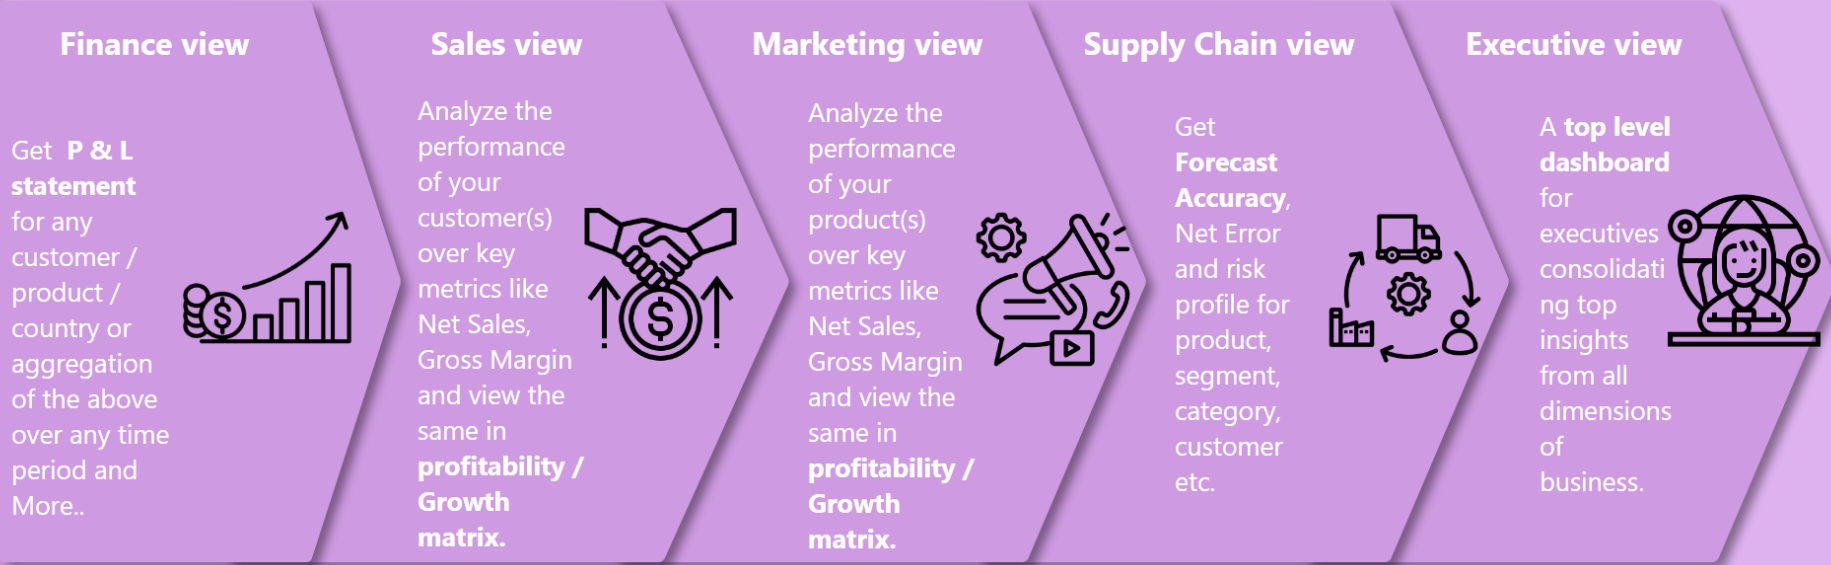 Finance view
Get P & L
statement
for any
customer /
product /
country or
aggregation
of the above
over any time
period and
More..
Sales view
Analyze the
performance
of your
customer(s)
over key
metrics like
Net Sales,
Gross Margin
and view the
same in
profitability /
Growth
matrix.
Marketing view
Analyze the
performance
of your
product(s)
over key
metrics like
Net Sales,
Gross Margin
and view the
same in
profitability /
Growth
matrix.
Supply Chain view
Get
Forecast
Accuracy,
Net Error
and risk
profile for
product,
segment,
category,
customer
etc.
Executive view
A top level
dashboard
for
executives
consolidati
ng top
insights
from all
dimensions
of
business.